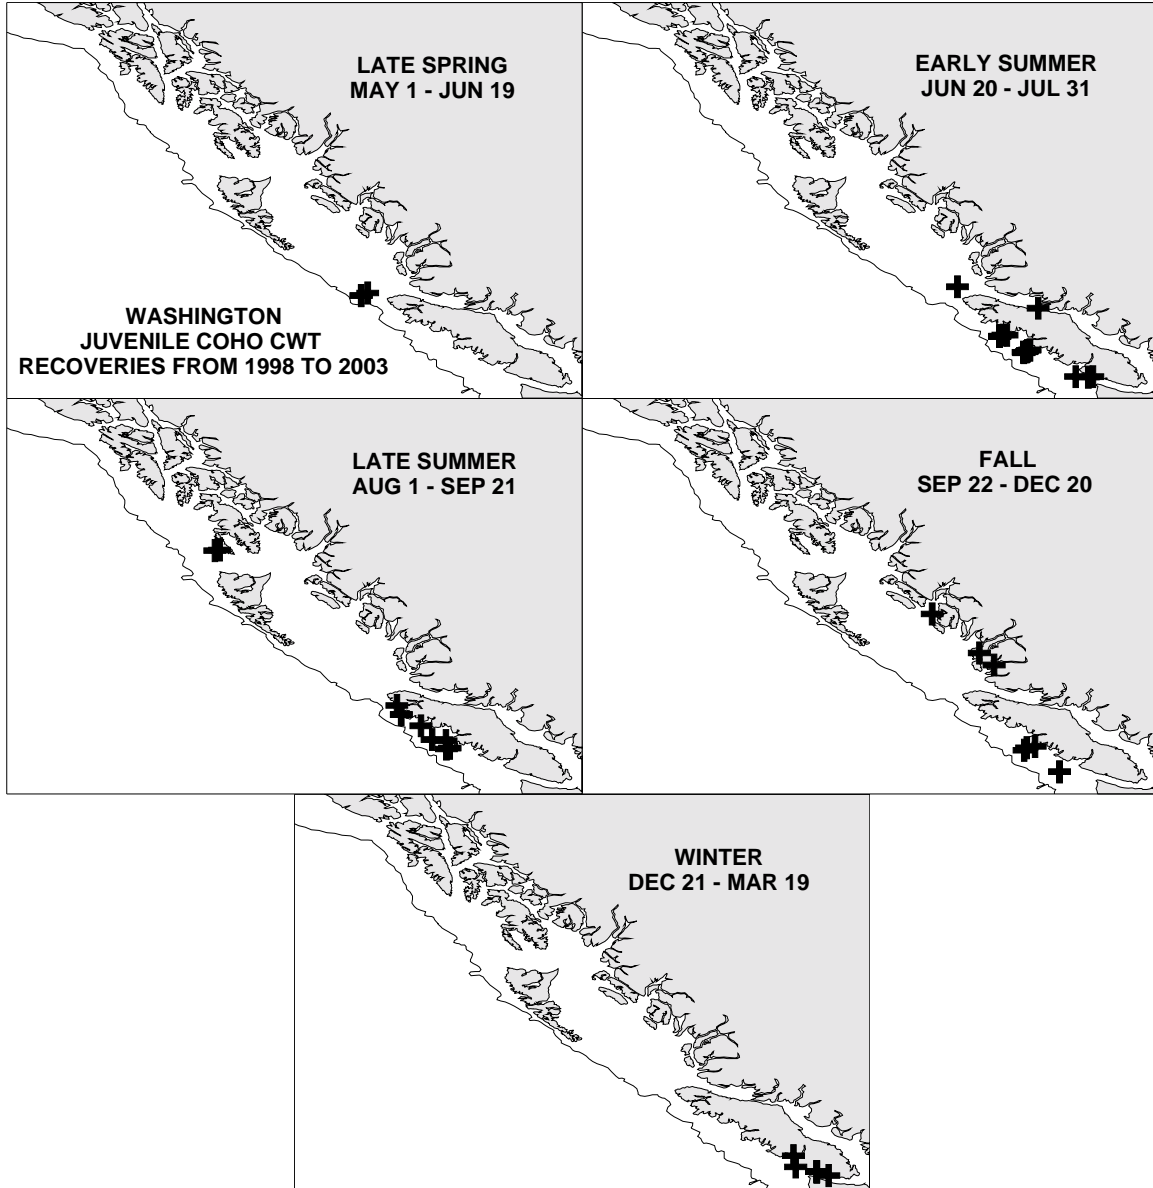 LATE SPRING
MAY 1 - JUN 19
WASHINGTON
JUVENILE COHO CWT
RECOVERIES FROM 1998 TO 2003
EARLY SUMMER
JUN 20 - JUL 31
LATE SUMMER
AUG 1 - SEP 21
FALL
SEP 22 - DEC 20
WINTER
DEC 21 - MAR 19